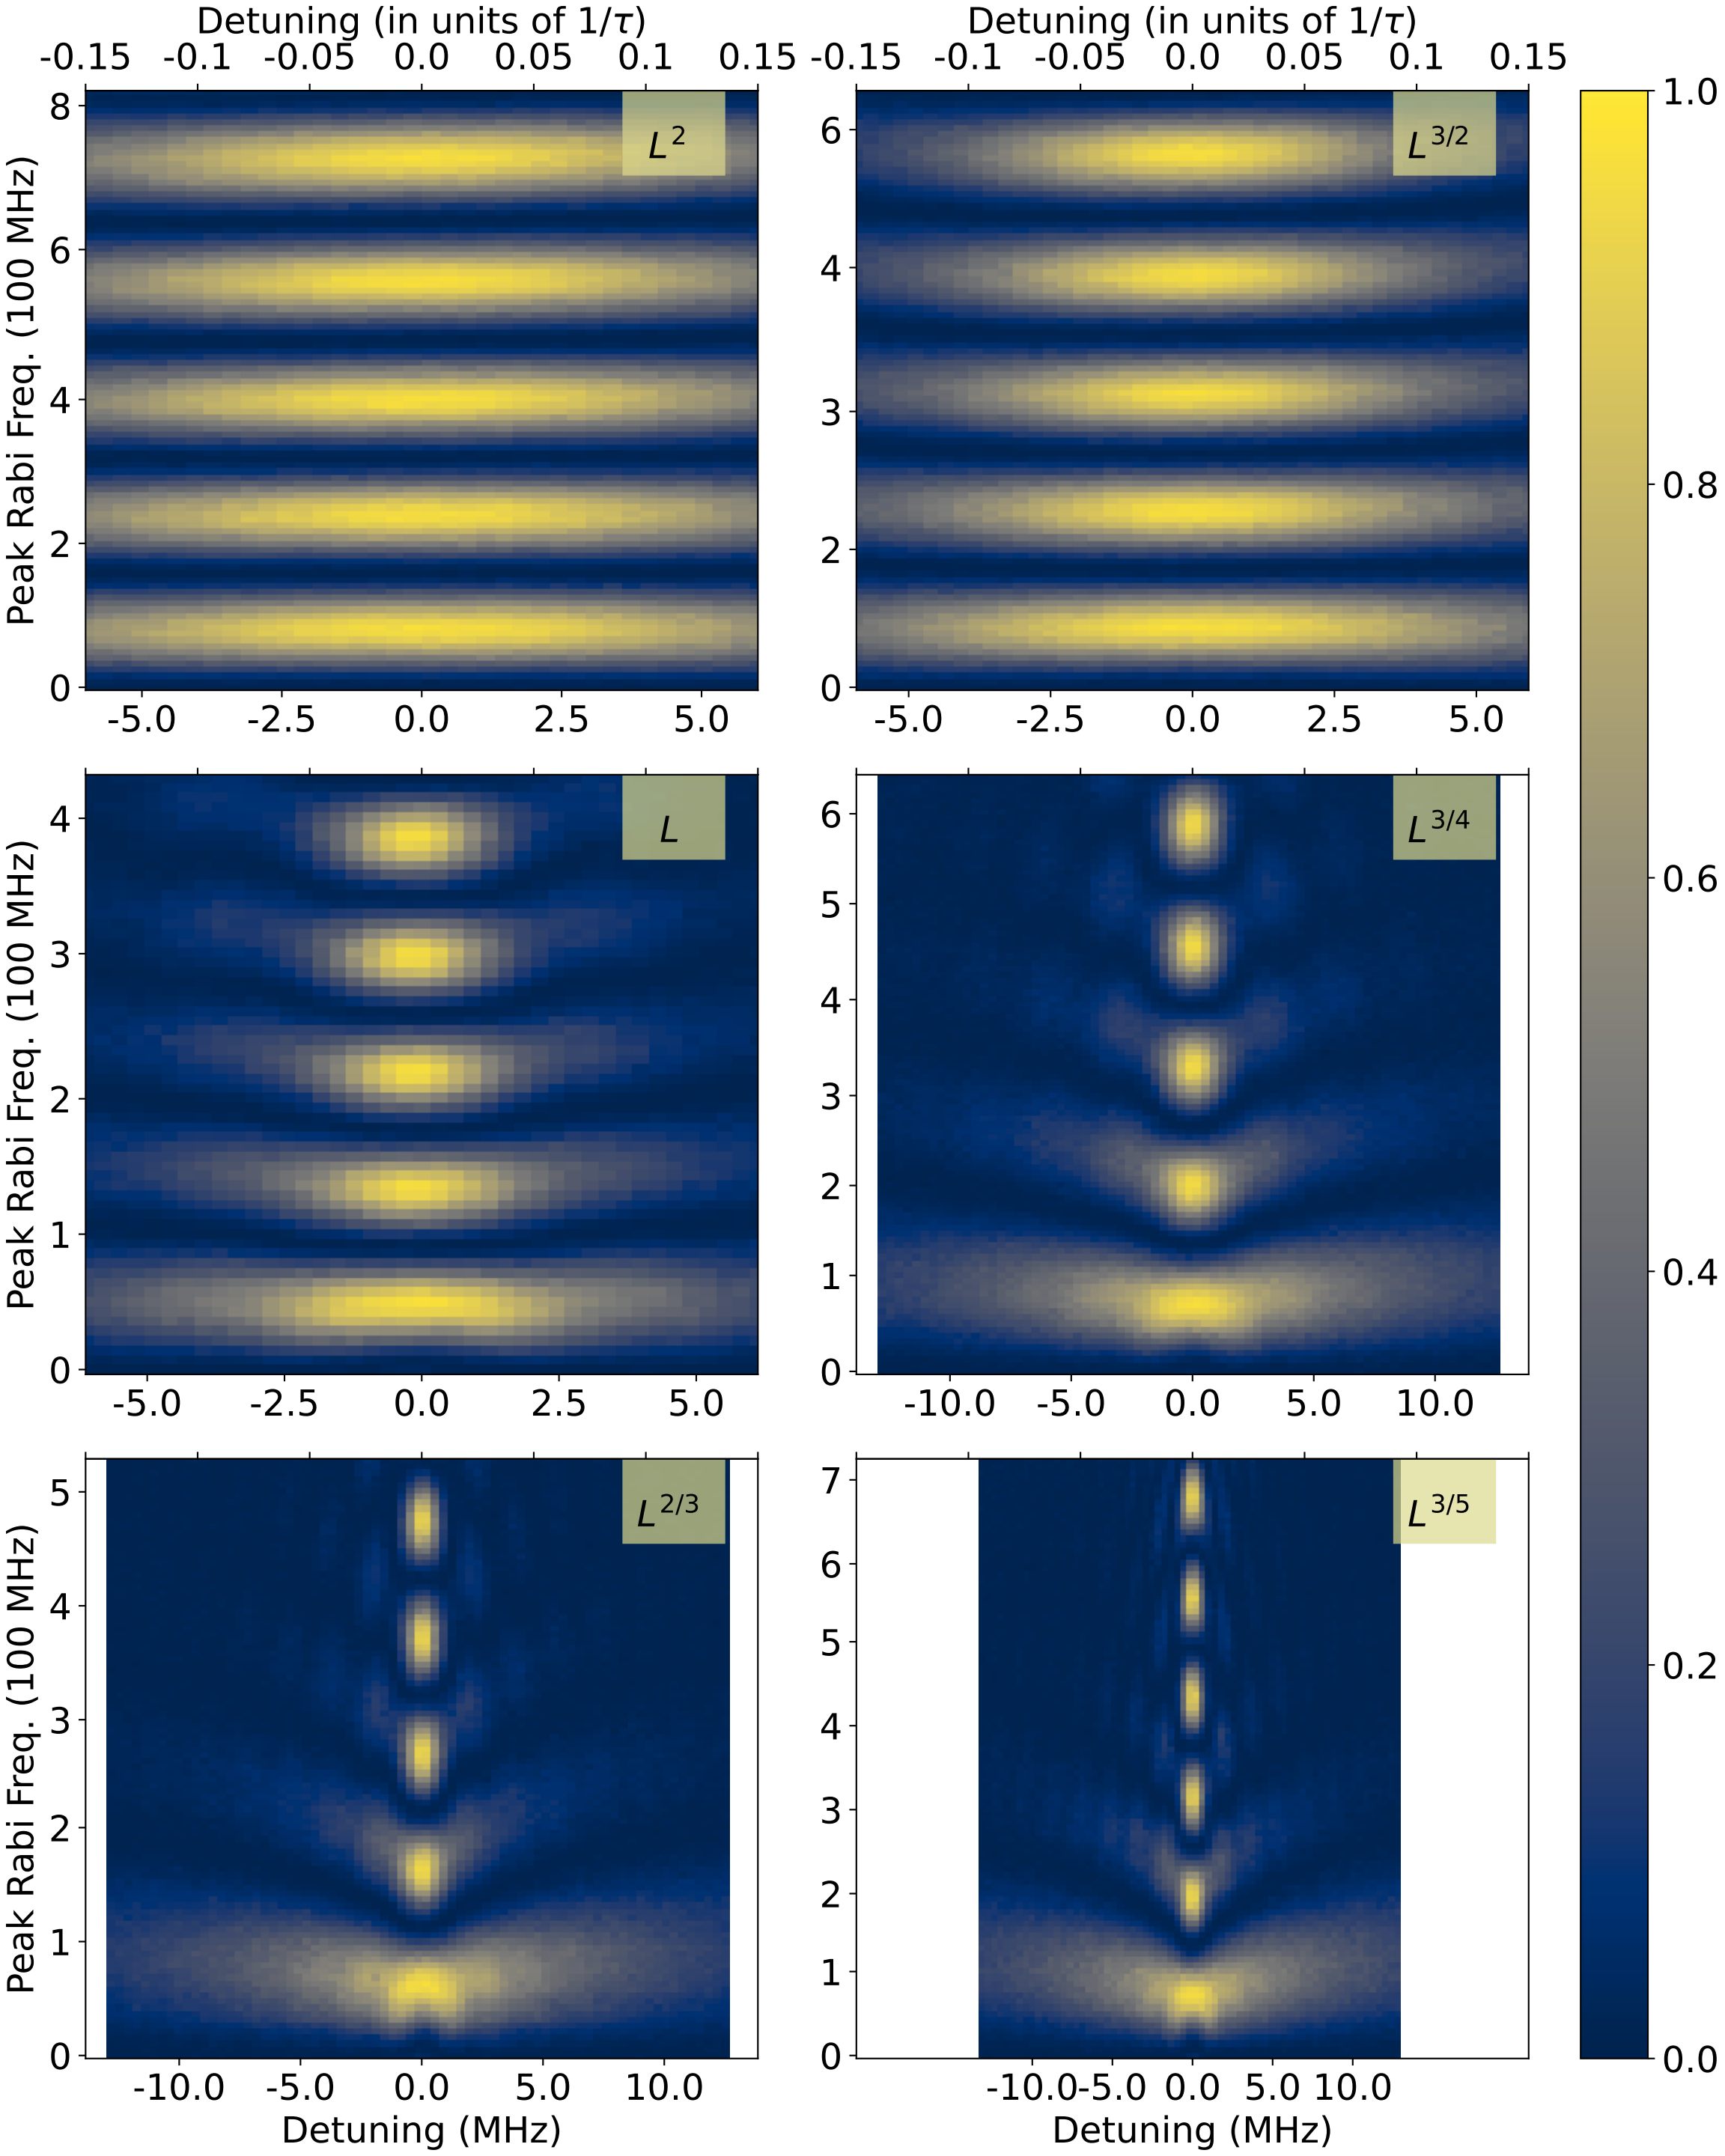 Detuning (in units of 1/τ)
Detuning (in units of 1/τ)
-0.15 -0.1 -0.05 0.0 0.05 0.1 0.15
-0.15 -0.1 -0.05 0.0 0.05 0.1 0.15
Peak Rabi Freq. (100 MHz)
8
6
4
2
0
L^2
-5.0 -2.5 0.0 2.5 5.0
6
4
3
2
0
L^{3/2}
-5.0 -2.5 0.0 2.5 5.0
1.0
0.8
0.6
0.4
0.2
0.0
Peak Rabi Freq. (100 MHz)
4
3
2
1
0
L
-5.0 -2.5 0.0 2.5 5.0
6
5
4
3
2
1
0
L^{3/4}
-10.0 -5.0 0.0 5.0 10.0
Peak Rabi Freq. (100 MHz)
5
4
3
2
1
0
L^{2/3}
-10.0 -5.0 0.0 5.0 10.0
Detuning (MHz)
7
6
5
4
3
2
1
0
L^{3/5}
-10.0 -5.0 0.0 5.0 10.0
Detuning (MHz)